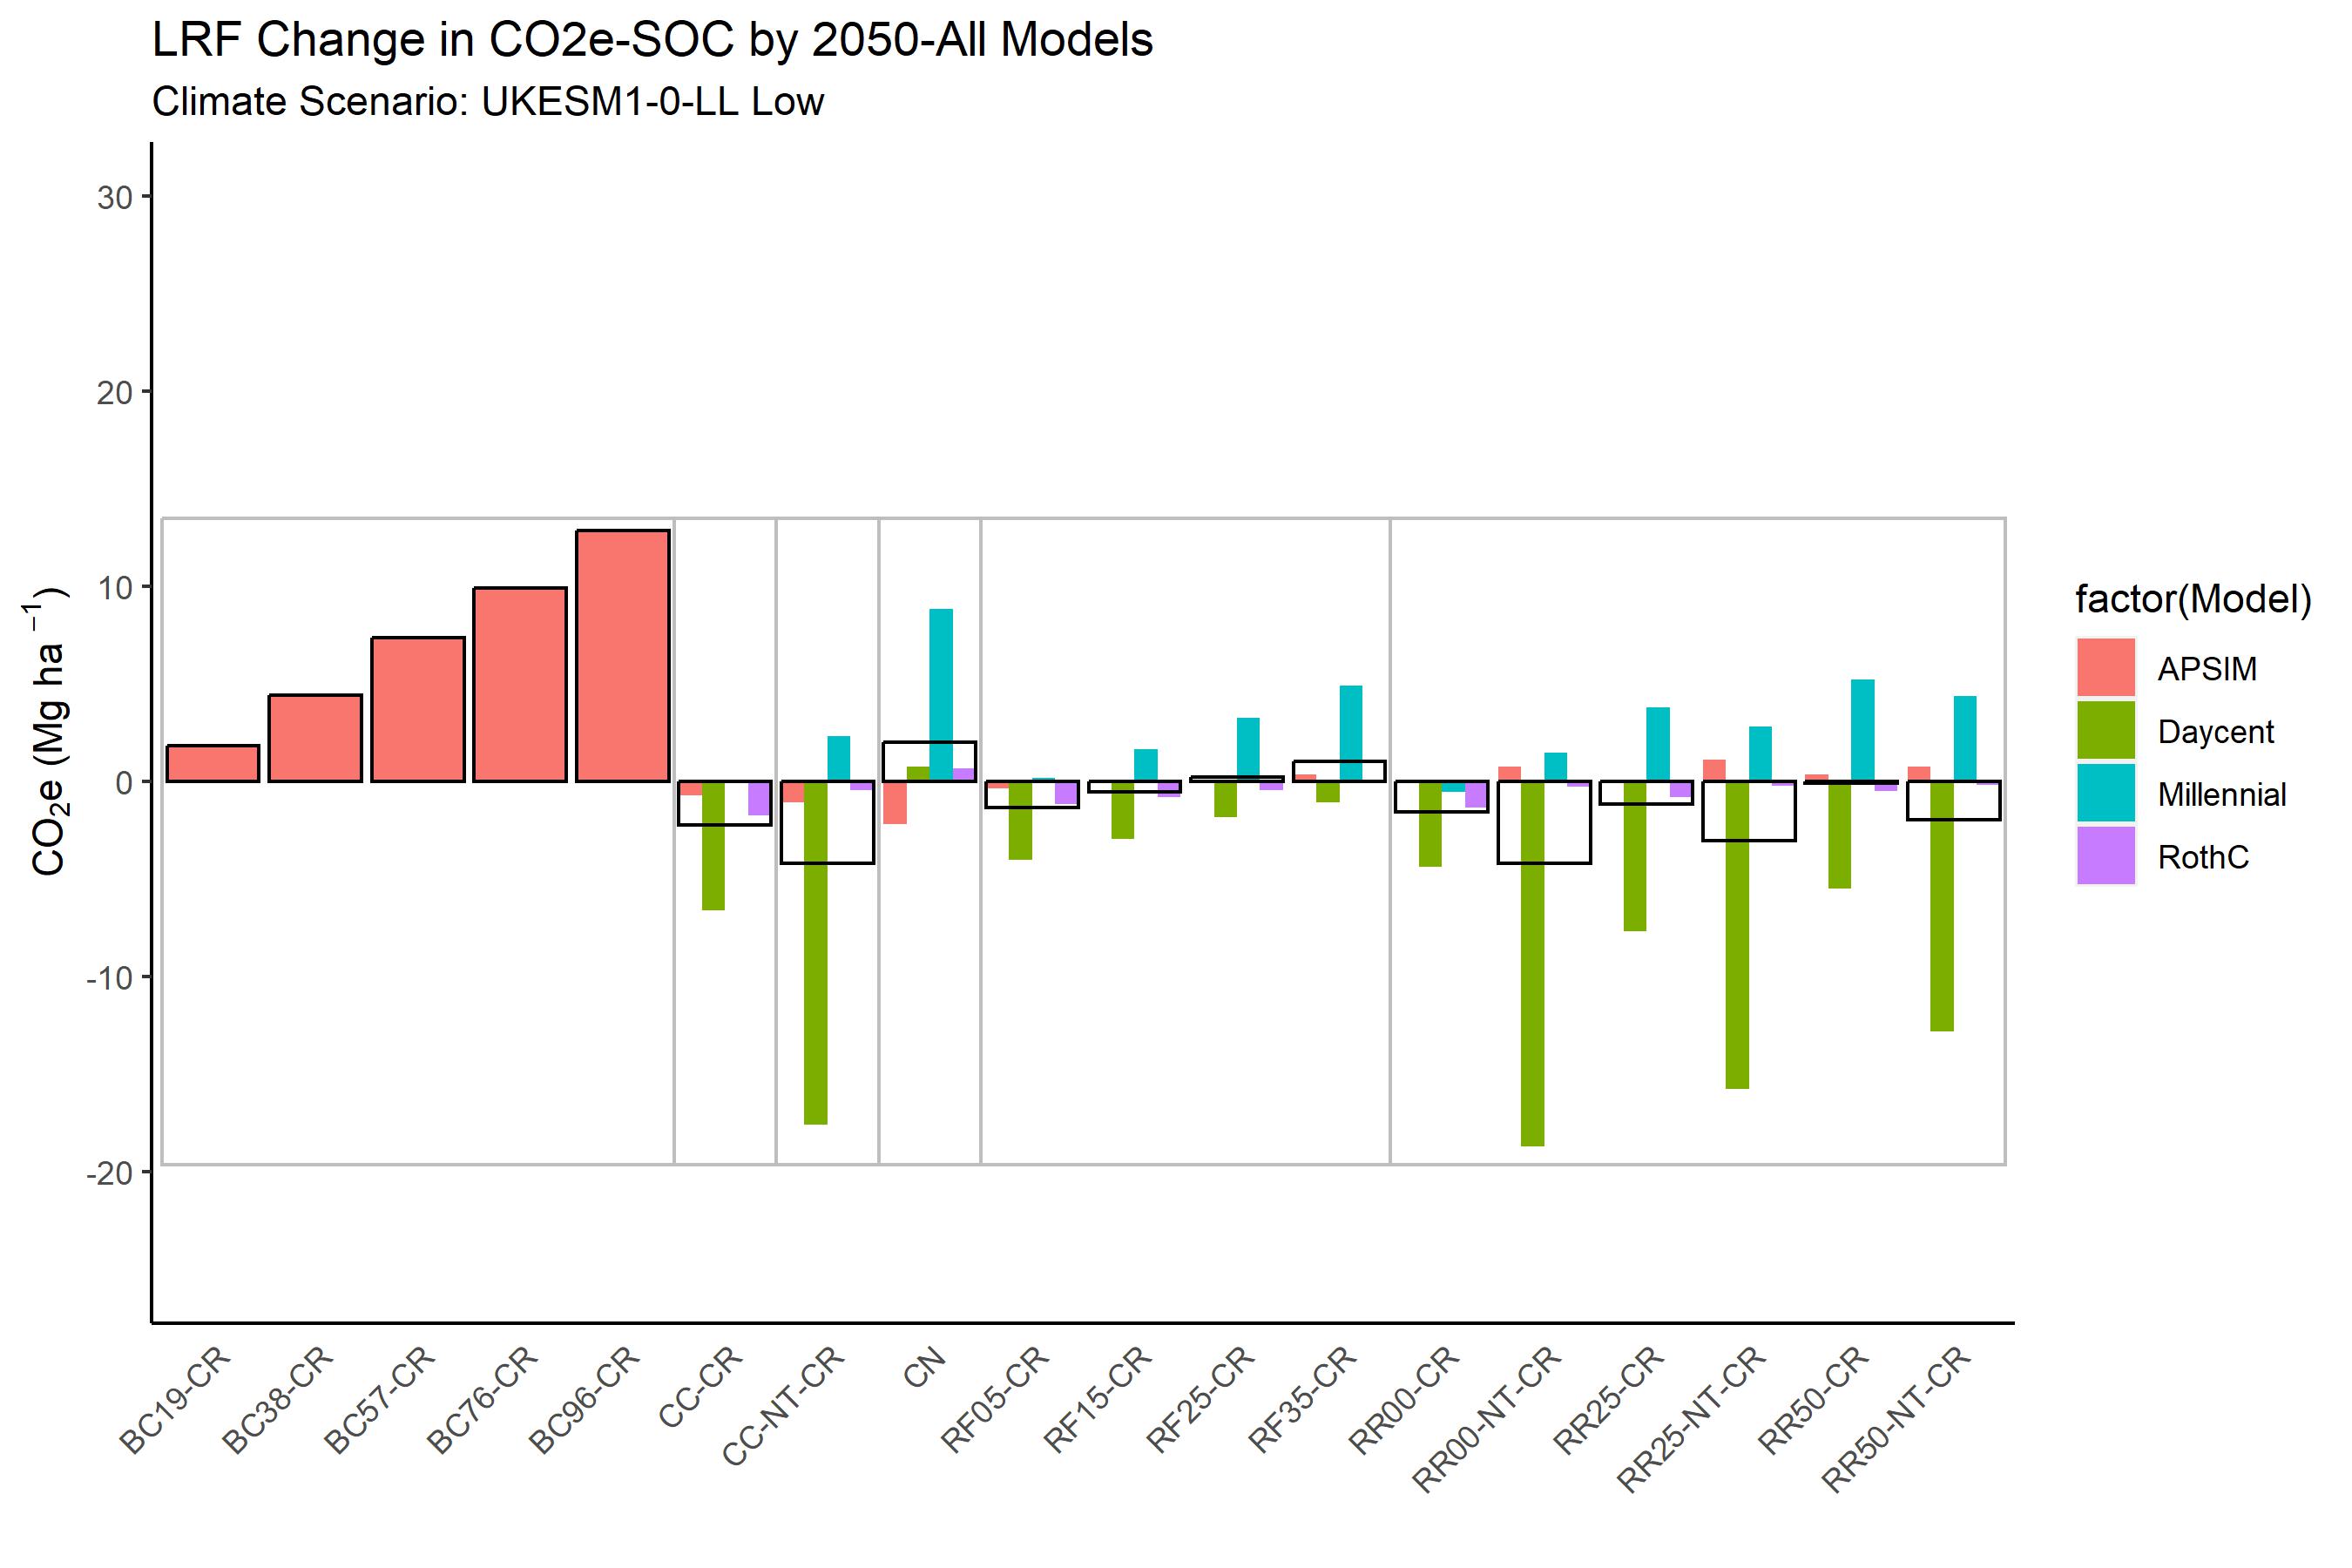 LRF Change in CO2e-SOC by 2050-All Models
Climate Scenario: UKESM1-0-LL Low
CO₂e (Mg ha ⁻¹)
30
20
10
0
-10
-20
BC19-CR
BC38-CR
BC57-CR
BC76-CR
BC96-CR
CC-CR
CC-NT-CR
CN
RF05-CR
RF15-CR
RF25-CR
RF35-CR
RR00-CR
RR00-NT-CR
RR25-CR
RR25-NT-CR
RR50-CR
RR50-NT-CR
factor(Model)
APSIM
Daycent
Millennial
RothC